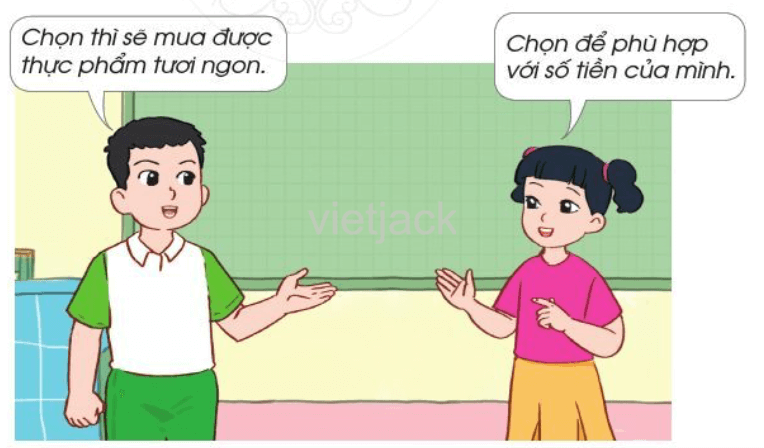 Chọn thì sẽ mua được
thực phẩm tươi ngon.
Chọn để phù hợp
với số tiền của mình.
vietjack